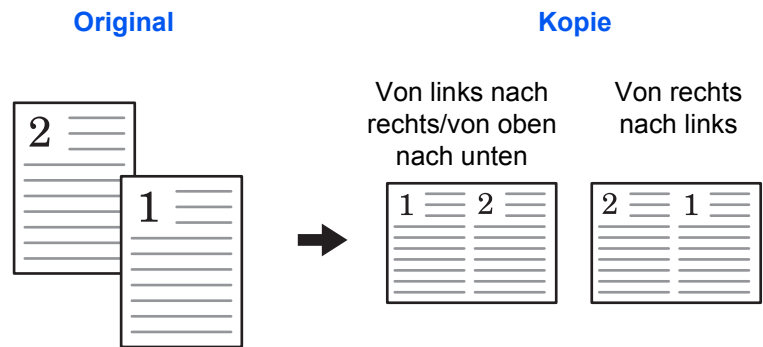 Original
Kopie
Von links nach
rechts/von oben
nach unten
Von rechts
nach links
2
1
1 2
2 1